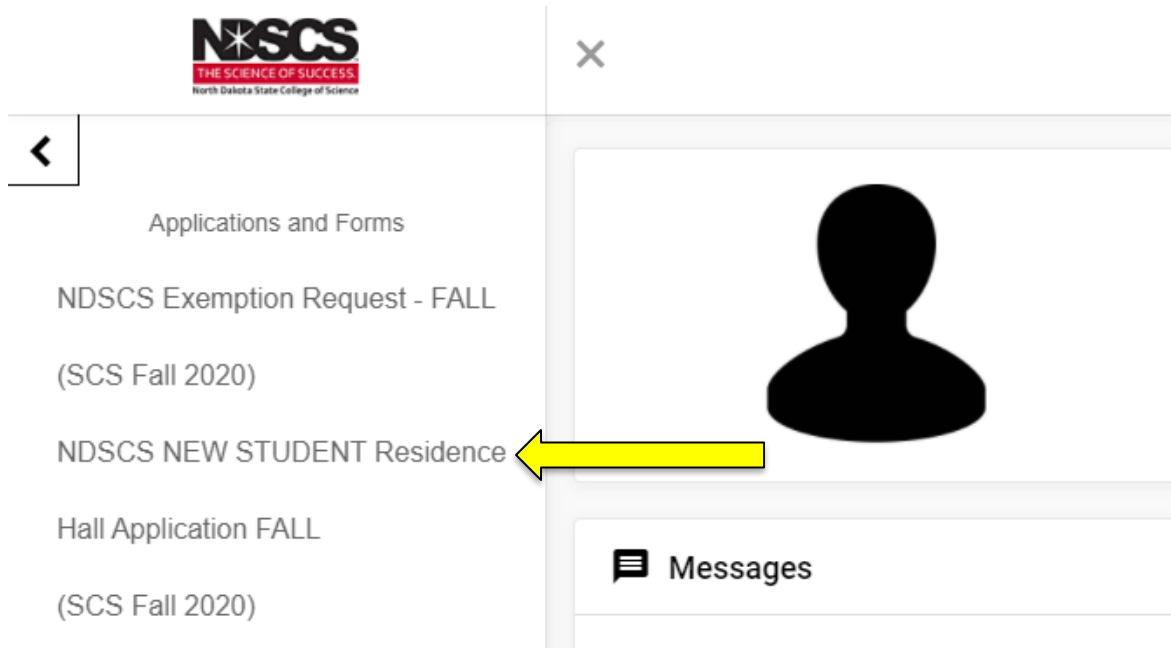 NDSCS
THE SCIENCE OF SUCCESS.
North Dakota State College of Science
Applications and Forms
NDSCS Exemption Request - FALL
(SCS Fall 2020)
NDSCS NEW STUDENT Residence
Hall Application FALL
(SCS Fall 2020)
Messages